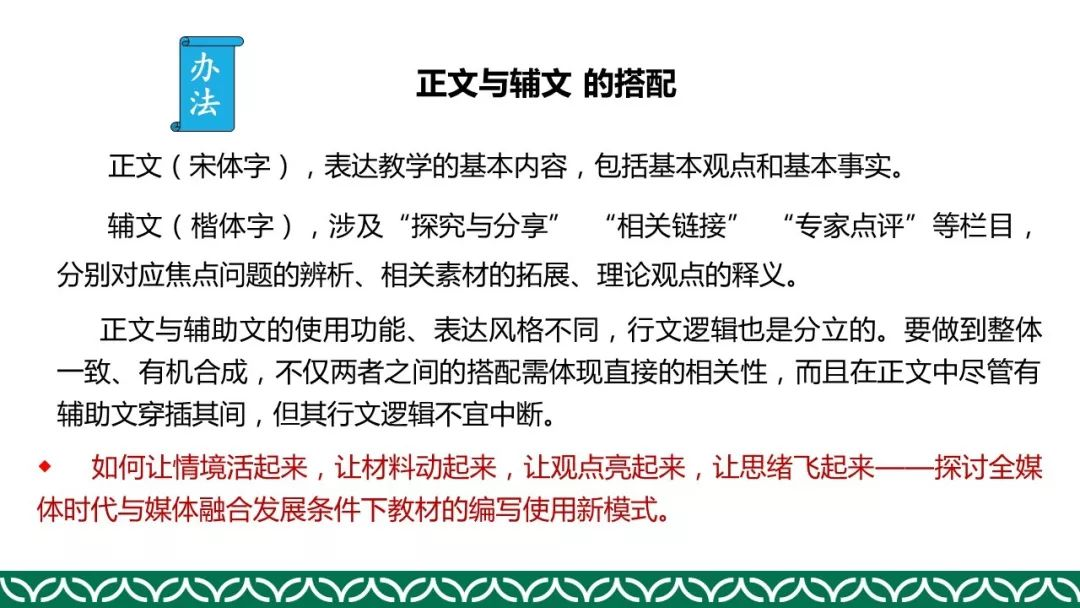 办法
正文与辅文 的搭配
正文（宋体字），表达教学的基本内容，包括基本观点和基本事实。
辅文（楷体字），涉及“探究与分享” “相关链接” “专家点评”等栏目，
分别对应焦点问题的辨析、相关素材的拓展、理论观点的释义。
正文与辅助文的使用功能、表达风格不同，行文逻辑也是分立的。要做到整体
一致、有机合成，不仅两者之间的搭配需体现直接的相关性，而且在正文中尽管有
辅助文穿插其间，但其行文逻辑不宜中断。
◆ 如何让情境活起来，让材料动起来，让观点亮起来，让思绪飞起来——探讨全媒
体时代与媒体融合发展条件下教材的编写使用新模式。